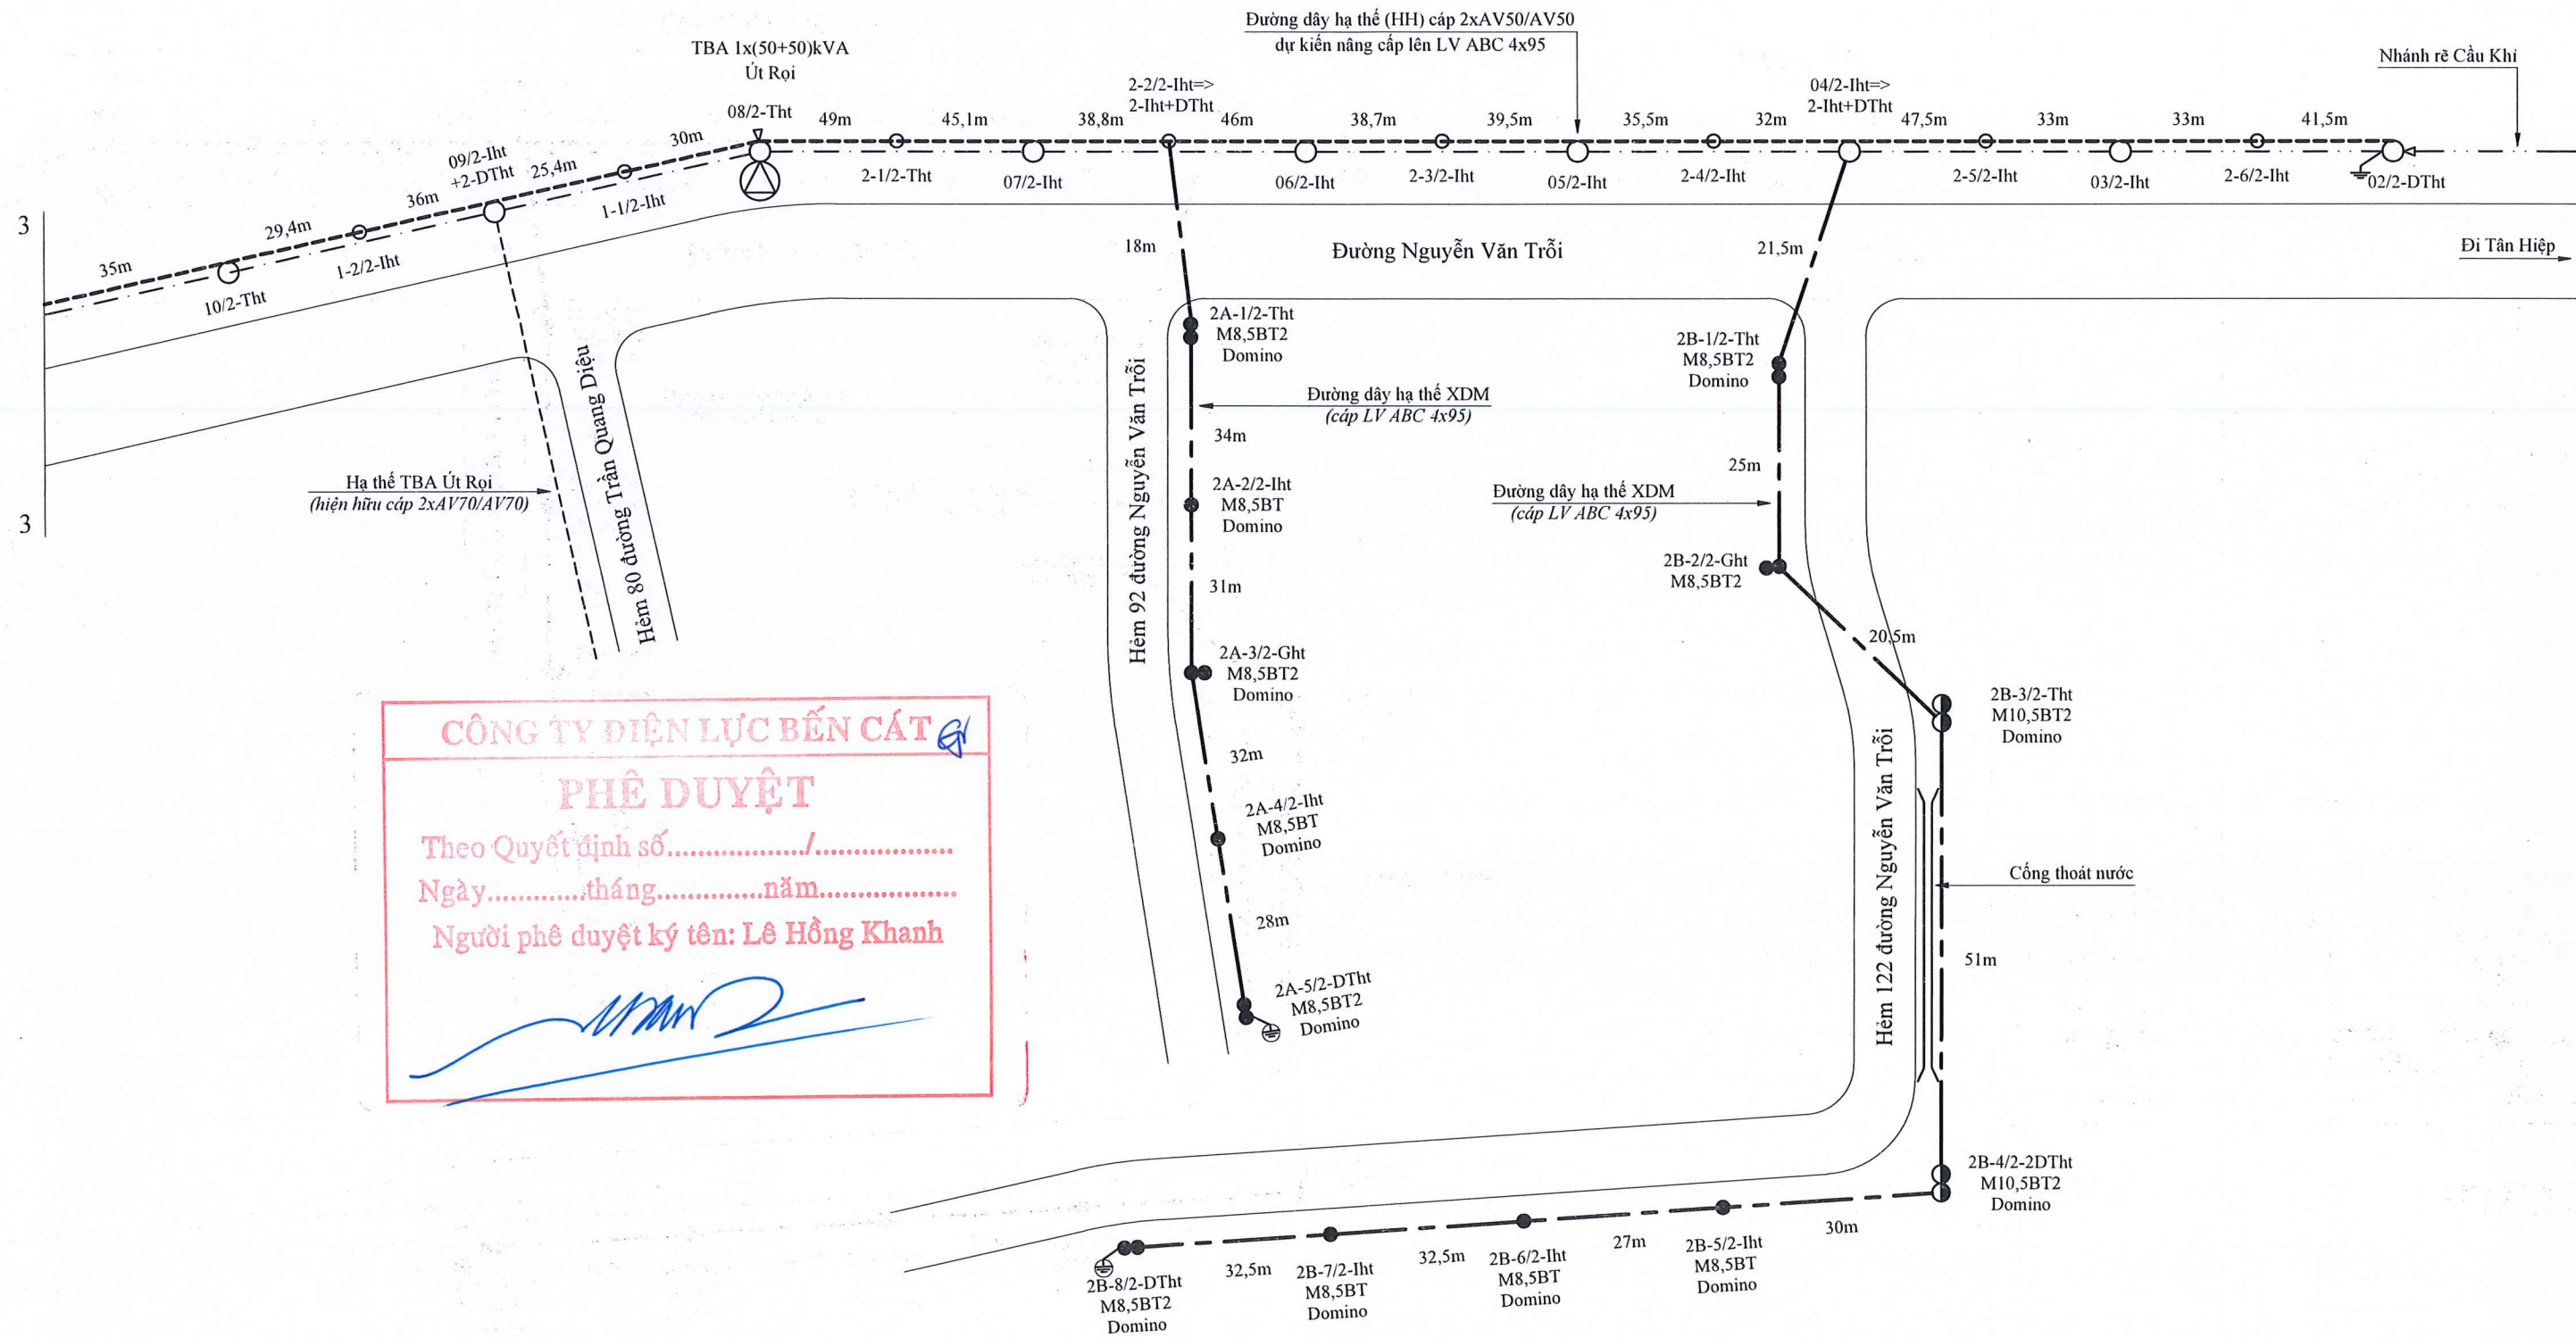 Đường dây hạ thế (HH) cáp 2xAV50/AV50
dự kiến nâng cấp lên LV ABC 4x95
TBA 1x(50+50)kVA
Út Rọi
Nhánh rẽ Cầu Khỉ
2-2/2-Iht=>
2-Iht+DTht
04/2-Iht=>
2-Iht+DTht
08/2-Tht
49m
45,1m
38,8m
46m
38,7m
39,5m
35,5m
32m
47,5m
33m
33m
41,5m
30m
09/2-Iht
+2-DTht
25,4m
36m
29,4m
35m
2-1/2-Tht
07/2-Iht
06/2-Iht
2-3/2-Iht
05/2-Iht
2-4/2-Iht
2-5/2-Iht
03/2-Iht
2-6/2-Iht
02/2-DTht
1-1/2-Iht
1-2/2-Iht
10/2-Tht
3
3
18m
Đường Nguyễn Văn Trỗi
21,5m
Đi Tân Hiệp
2A-1/2-Tht
M8,5BT2
Domino
2B-1/2-Tht
M8,5BT2
Domino
Hẻm 80 đường Trần Quang Diệu
Hẻm 92 đường Nguyễn Văn Trỗi
Đường dây hạ thế XDM
(cáp LV ABC 4x95)
34m
25m
Hạ thế TBA Út Rọi
(hiện hữu cáp 2xAV70/AV70)
2A-2/2-Iht
M8,5BT
Domino
Đường dây hạ thế XDM
(cáp LV ABC 4x95)
31m
2B-2/2-Ght
M8,5BT2
20,5m
2A-3/2-Ght
M8,5BT2
Domino
2B-3/2-Tht
M10,5BT2
Domino
CÔNG TY ĐIỆN LỰC BẾN CÁT
PHÊ DUYỆT
Theo Quyết định số................../..................
Ngày.............tháng..............năm..................
Người phê duyệt ký tên: Lê Hồng Khanh
32m
2A-4/2-Iht
M8,5BT
Domino
28m
2A-5/2-DTht
M8,5BT2
Domino
Hẻm 122 đường Nguyễn Văn Trỗi
Cống thoát nước
51m
2B-4/2-2DTht
M10,5BT2
Domino
30m
27m
32,5m
32,5m
2B-5/2-Iht
M8,5BT
Domino
2B-6/2-Iht
M8,5BT
Domino
2B-7/2-Iht
M8,5BT
Domino
2B-8/2-DTht
M8,5BT2
Domino